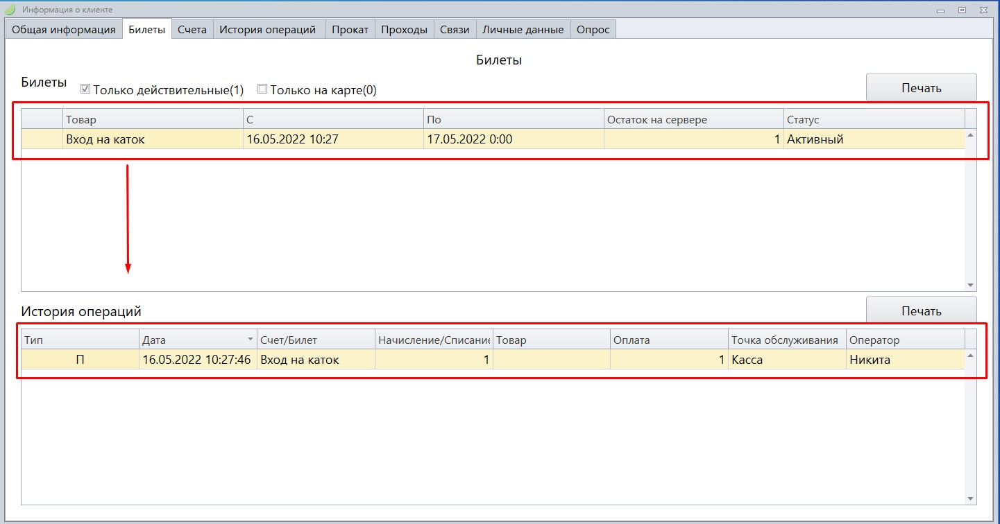 Информация о клиенте
Общая информация Билеты Счета История операций Прокат Проходы Связи Личные данные Опрос
Билеты
Билеты Только действительные(1) Только на карте(0) Печать
Товар С По Остаток на сервере Статус
Вход на каток 16.05.2022 10:27 17.05.2022 0:00 1 Активный
История операций Печать
Тип Дата Счет/Билет Начисление/Списание Товар Оплата Точка обслуживания Оператор
П 16.05.2022 10:27:46 Вход на каток 1 1 Касса Никита